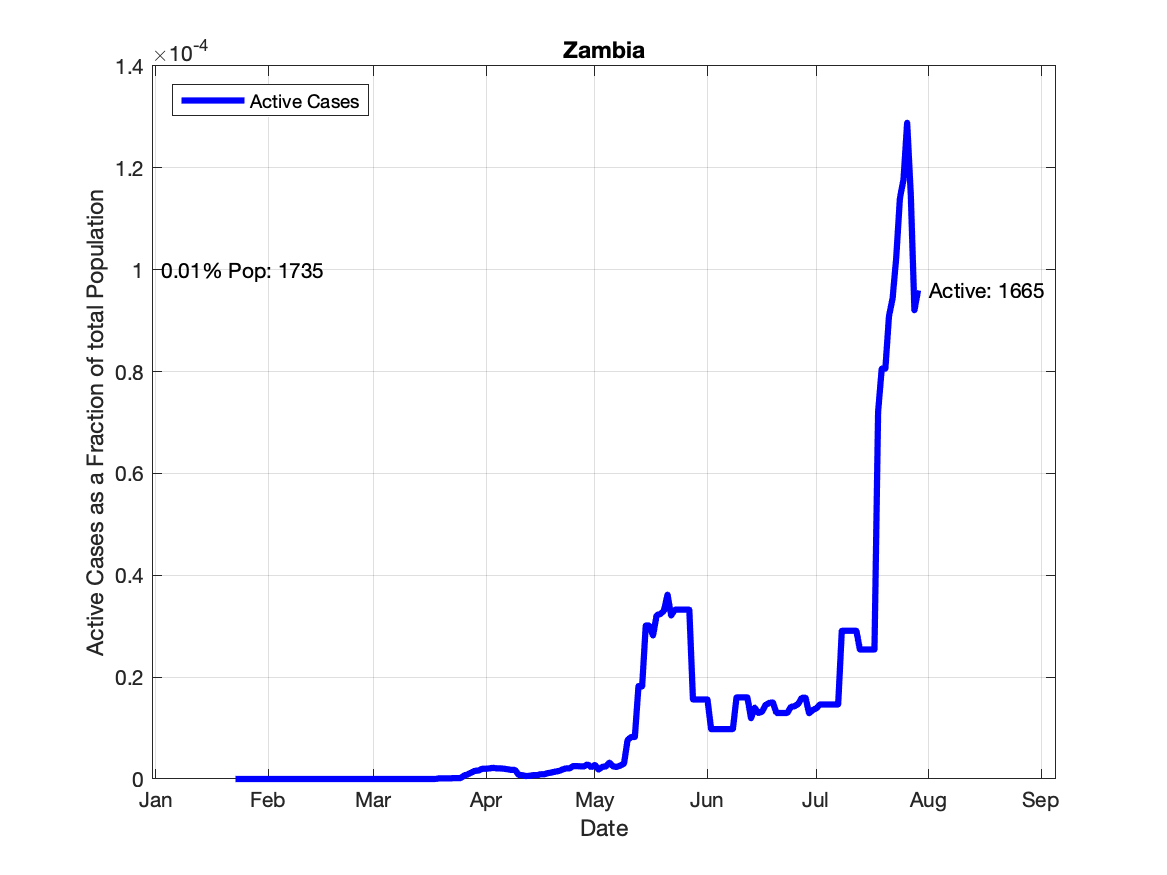 Zambia
×10-4
1.4
1.2
1
0.8
0.6
0.4
0.2
0
Active Cases
0.01% Pop: 1735
Active: 1665
Active Cases as a Fraction of total Population
Jan Feb Mar Apr May Jun Jul Aug Sep
Date